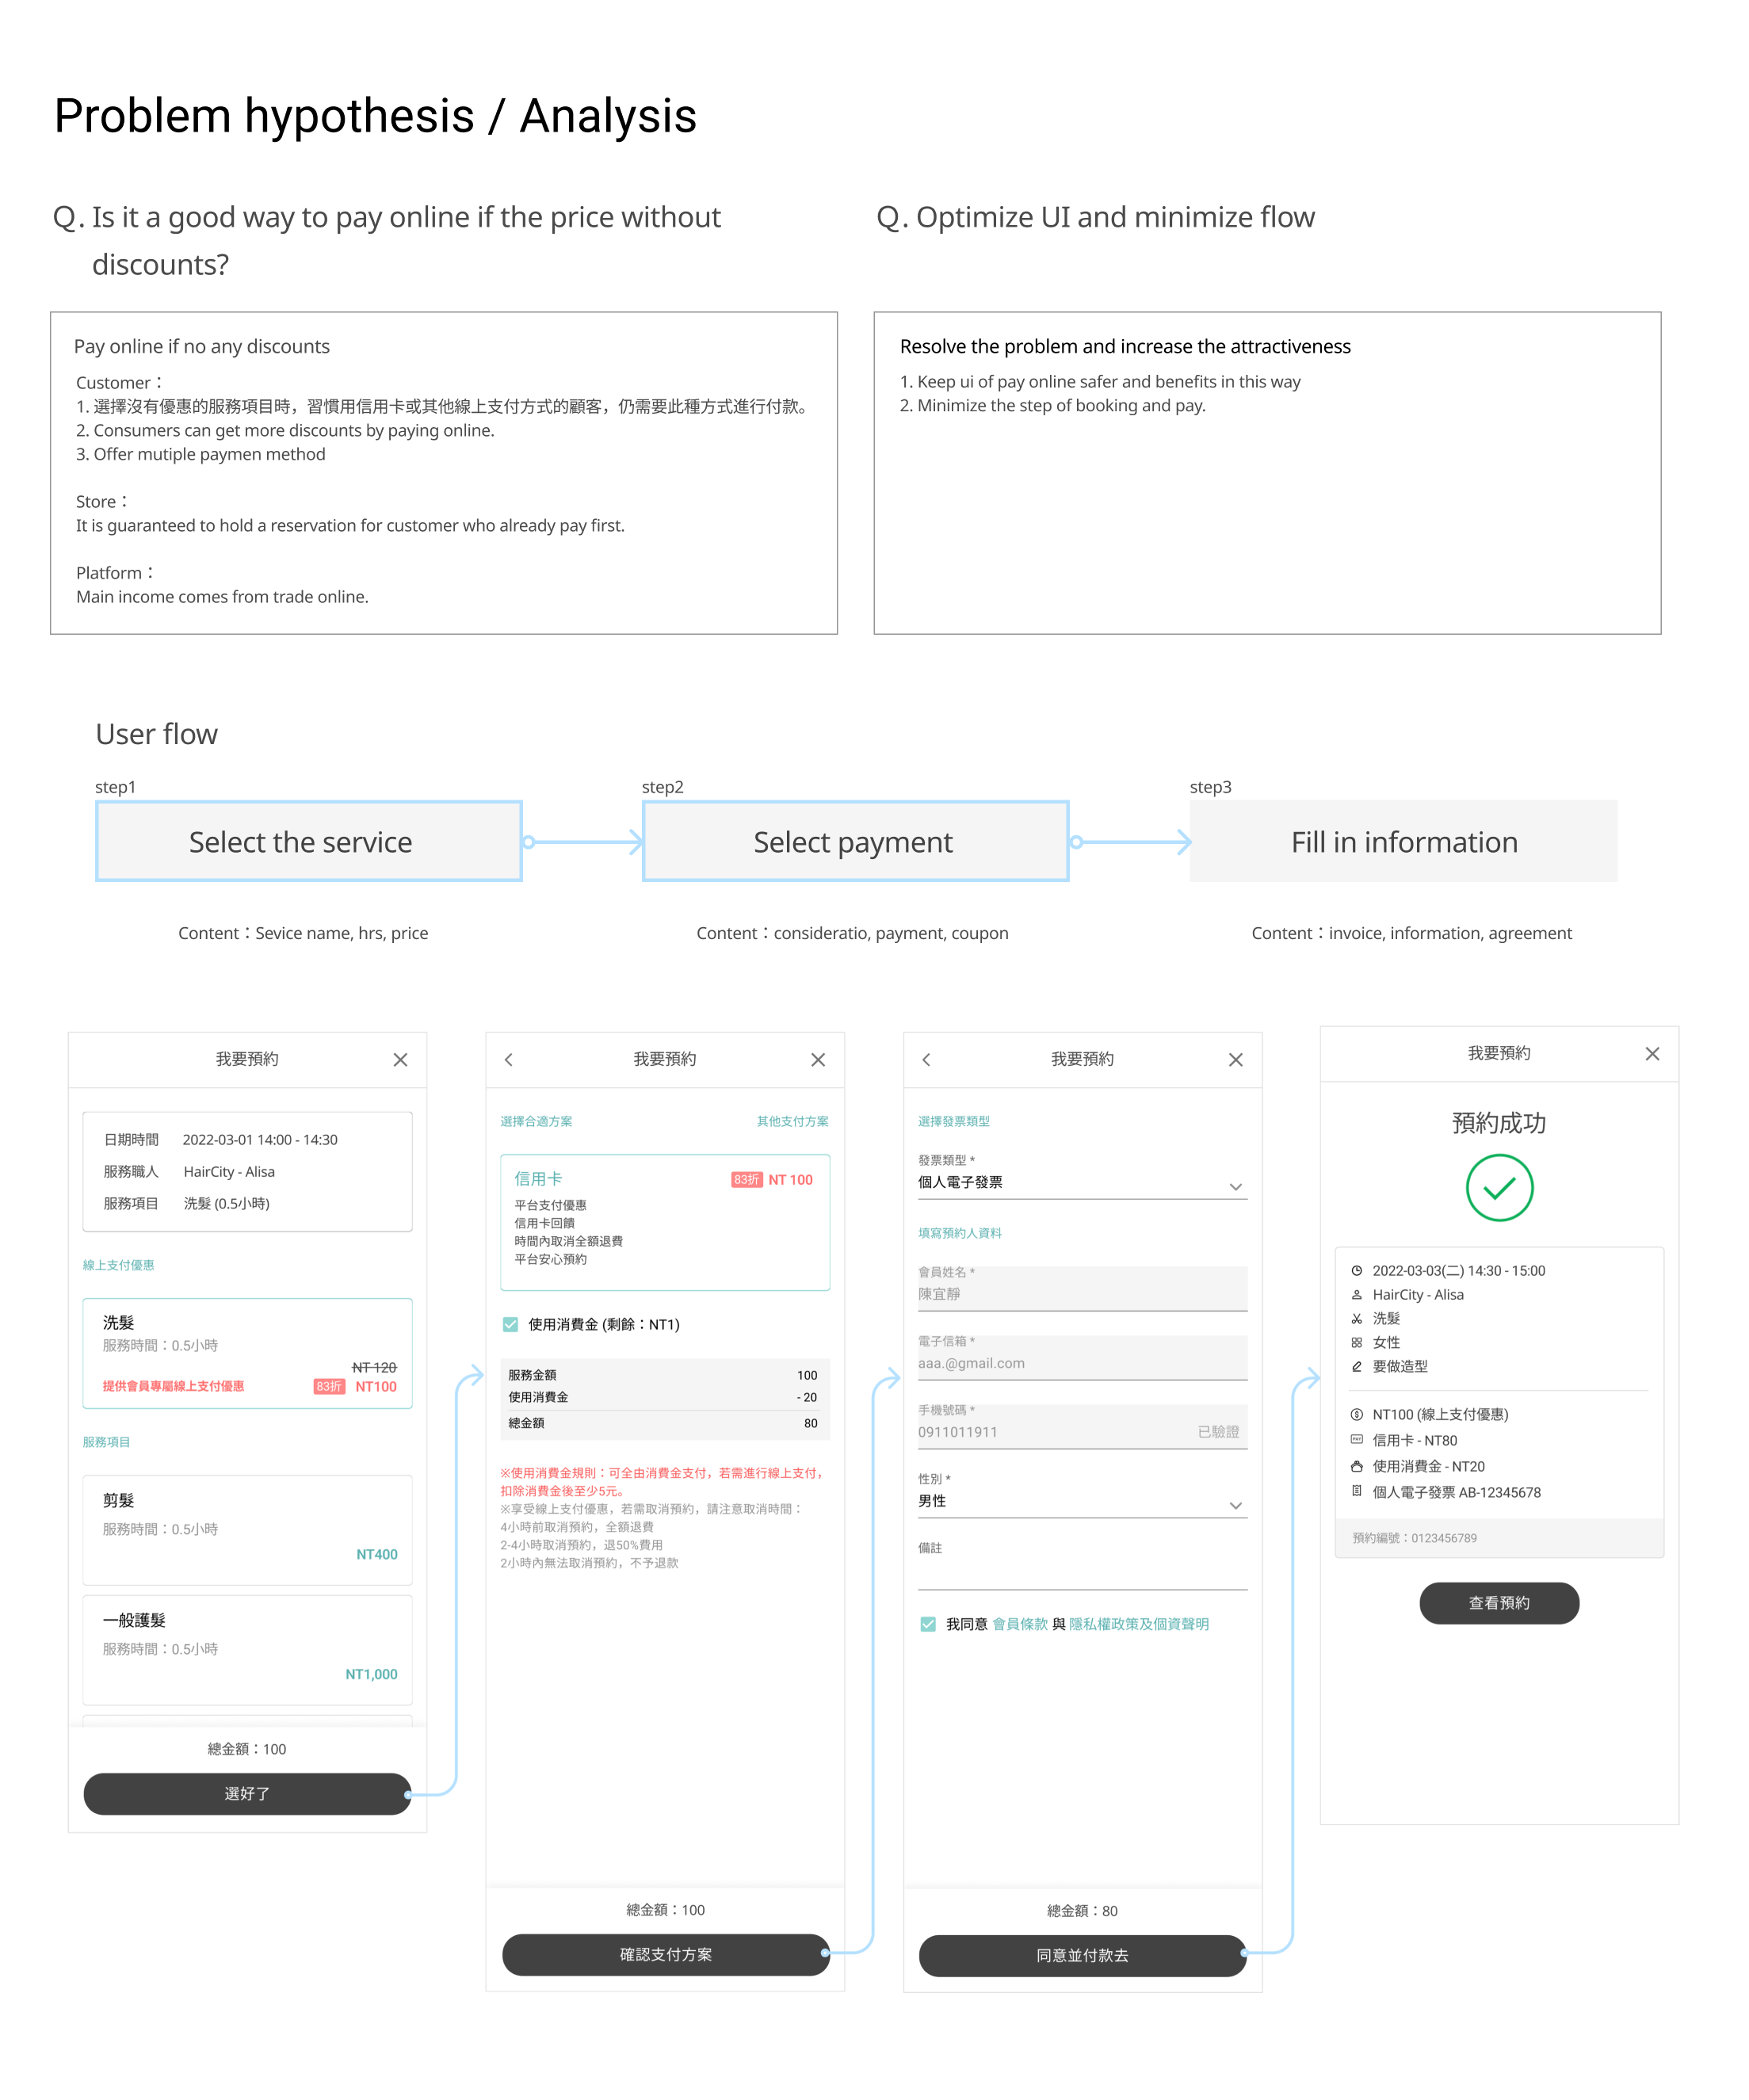 Problem hypothesis / Analysis
Q. Is it a good way to pay online if the price without
discounts?
Pay online if no any discounts
Customer：
1. 選擇沒有優惠的服務項目時，習慣用信用卡或其他線上支付方式的顧客，仍需要此種方式進行付款。
2. Consumers can get more discounts by paying online.
3. Offer mutiple paymen method
Store：
It is guaranteed to hold a reservation for customer who already pay first.
Platform：
Main income comes from trade online.
Q. Optimize UI and minimize flow
Resolve the problem and increase the attractiveness
1. Keep ui of pay online safer and benefits in this way
2. Minimize the step of booking and pay.
User flow
step1
Select the service
Content：Sevice name, hrs, price
step2
Select payment
Content：consideratio, payment, coupon
step3
Fill in information
Content：invoice, information, agreement
我要預約
日期時間 2022-03-01 14:00 - 14:30
服務職人 HairCity - Alisa
服務項目 洗髮 (0.5小時)
線上支付優惠
洗髮
服務時間：0.5小時
NT 120
提供會員專屬線上支付優惠 83折 NT100
服務項目
剪髮
服務時間：0.5小時
NT400
一般護髮
服務時間：0.5小時
NT1,000
總金額：100
選好了
我要預約
選擇合適方案 其他支付方案
信用卡 83折 NT 100
平台支付優惠
信用卡回饋
時間內取消全額退費
平台安心預約
使用消費金 (剩餘：NT1)
服務金額 100
使用消費金 - 20
總金額 80
※使用消費金規則：可全由消費金支付，若需進行線上支付，
扣除消費金後至少5元。
※享受線上支付優惠，若需取消預約，請注意取消時間：
4小時前取消預約，全額退費
2-4小時取消預約，退50%費用
2小時內無法取消預約，不予退款
總金額：100
確認支付方案
我要預約
選擇發票類型
發票類型 *
個人電子發票
填寫預約人資料
會員姓名 *
陳宜靜
電子信箱 *
aaa.@gmail.com
手機號碼 *
0911011911 已驗證
性別 *
男性
備註
我同意 會員條款 與 隱私權政策及個資聲明
總金額：80
同意並付款去
我要預約
預約成功
2022-03-03(二) 14:30 - 15:00
HairCity - Alisa
洗髮
女性
要做造型
NT100 (線上支付優惠)
信用卡 - NT80
使用消費金 - NT20
個人電子發票 AB-12345678
預約編號：0123456789
查看預約